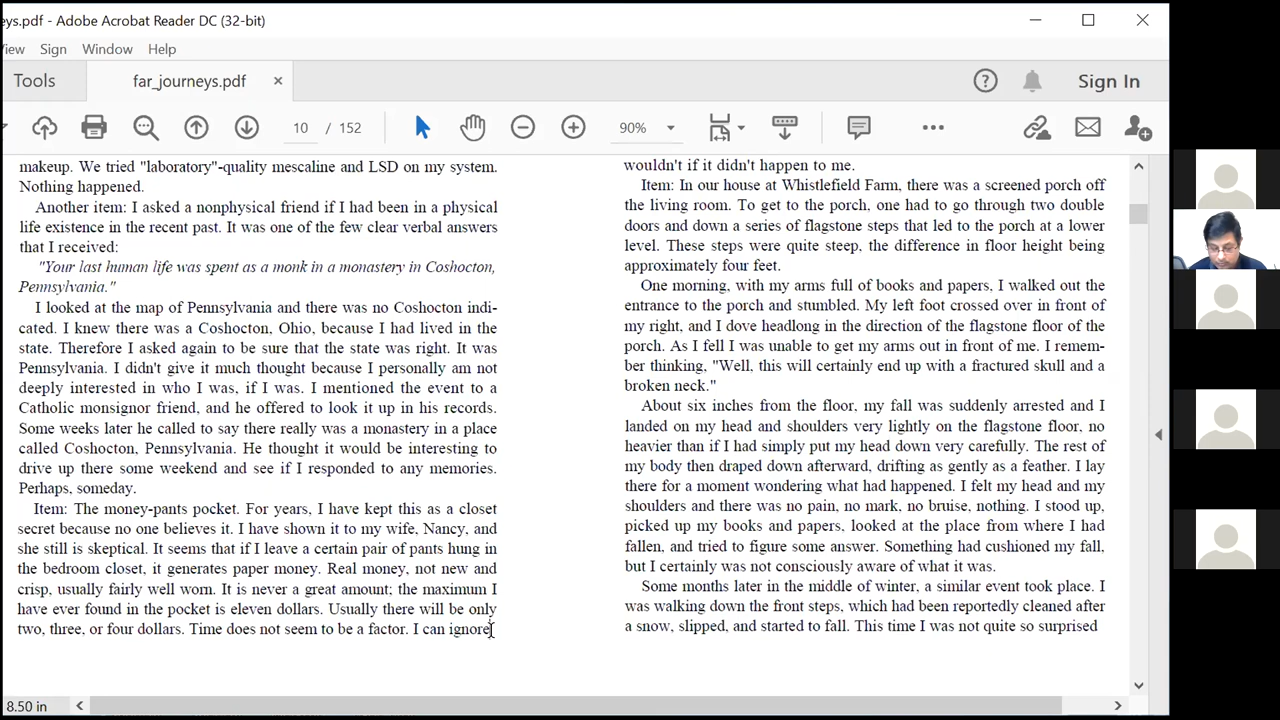 eys.pdf - Adobe Acrobat Reader DC (32-bit)
View Sign Window Help
Tools far_journeys.pdf × Sign In
10 / 152 90%
makeup. We tried "laboratory"-quality mescaline and LSD on my system.
Nothing happened.
Another item: I asked a nonphysical friend if I had been in a physical
life existence in the recent past. It was one of the few clear verbal answers
that I received:
"Your last human life was spent as a monk in a monastery in Coshocton,
Pennsylvania."
I looked at the map of Pennsylvania and there was no Coshocton indi-
cated. I knew there was a Coshocton, Ohio, because I had lived in the
state. Therefore I asked again to be sure that the state was right. It was
Pennsylvania. I didn't give it much thought because I personally am not
deeply interested in who I was, if I was. I mentioned the event to a
Catholic monsignor friend, and he offered to look it up in his records.
Some weeks later he called to say there really was a monastery in a place
called Coshocton, Pennsylvania. He thought it would be interesting to
drive up there some weekend and see if I responded to any memories.
Perhaps, someday.
Item: The money-pants pocket. For years, I have kept this as a closet
secret because no one believes it. I have shown it to my wife, Nancy, and
she still is skeptical. It seems that if I leave a certain pair of pants hung in
the bedroom closet, it generates paper money. Real money, not new and
crisp, usually fairly well worn. It is never a great amount; the maximum I
have ever found in the pocket is eleven dollars. Usually there will be only
two, three, or four dollars. Time does not seem to be a factor. I can ignore
wouldn't if it didn't happen to me.
Item: In our house at Whistlefield Farm, there was a screened porch off
the living room. To get to the porch, one had to go through two double
doors and down a series of flagstone steps that led to the porch at a lower
level. These steps were quite steep, the difference in floor height being
approximately four feet.
One morning, with my arms full of books and papers, I walked out the
entrance to the porch and stumbled. My left foot crossed over in front of
my right, and I dove headlong in the direction of the flagstone floor of the
porch. As I fell I was unable to get my arms out in front of me. I remem-
ber thinking, "Well, this will certainly end up with a fractured skull and a
broken neck."
About six inches from the floor, my fall was suddenly arrested and I
landed on my head and shoulders very lightly on the flagstone floor, no
heavier than if I had simply put my head down very carefully. The rest of
my body then draped down afterward, drifting as gently as a feather. I lay
there for a moment wondering what had happened. I felt my head and my
shoulders and there was no pain, no mark, no bruise, nothing. I stood up,
picked up my books and papers, looked at the place from where I had
fallen, and tried to figure some answer. Something had cushioned my fall,
but I certainly was not consciously aware of what it was.
Some months later in the middle of winter, a similar event took place. I
was walking down the front steps, which had been reportedly cleaned after
a snow, slipped, and started to fall. This time I was not quite so surprised
8.50 in